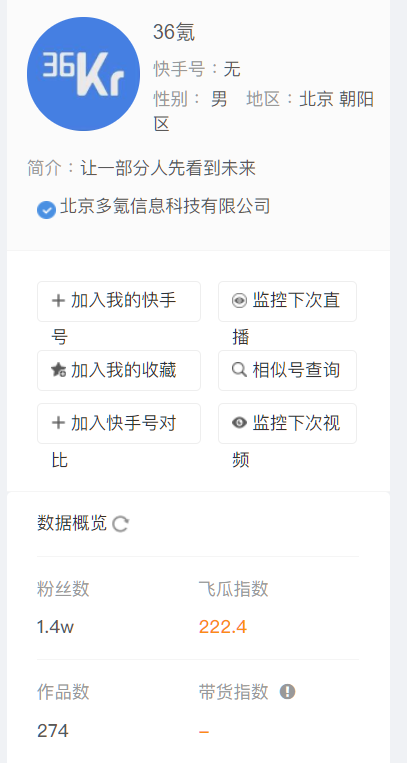 36Kr
36氪
快手号：无
性别： 男 地区：北京 朝阳
区
简介：让一部分人先看到未来
北京多氪信息科技有限公司
加入我的快手 监控下次直
号 播
加入我的收藏 相似号查询
加入快手号对 监控下次视
比 频
数据概览
粉丝数 飞瓜指数
1.4w 222.4
作品数 带货指数
274 –